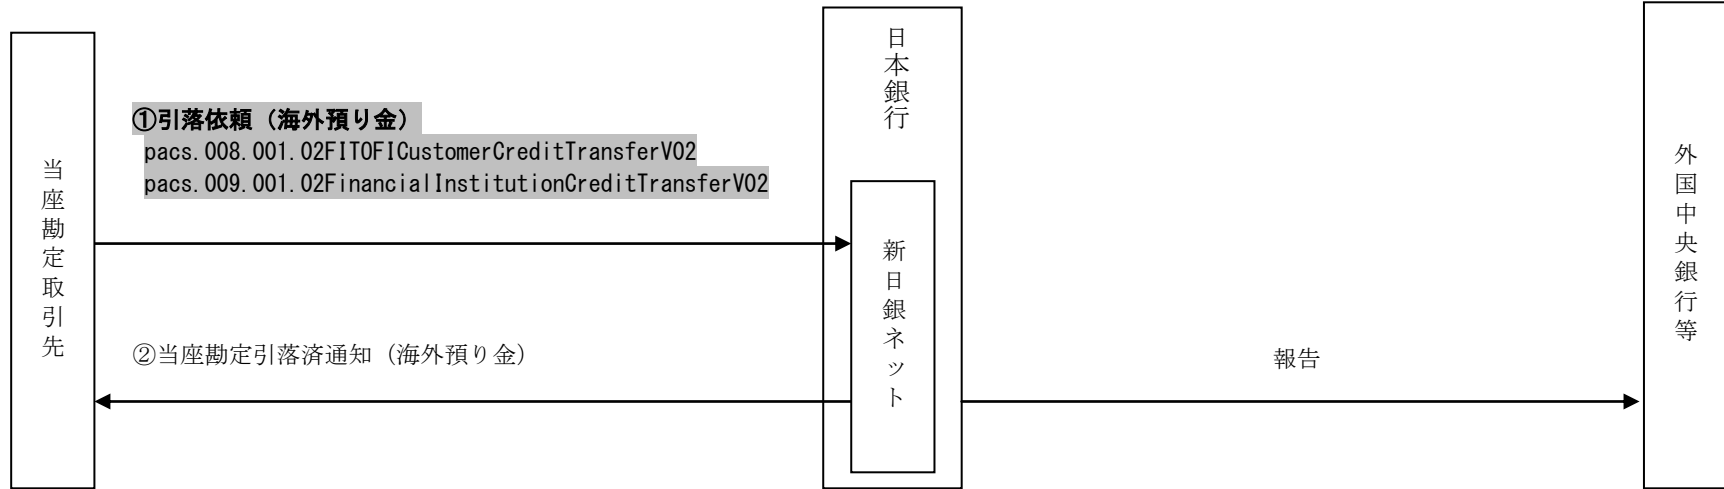 当座勘定取引先
①引落依頼（海外預り金）
pacs.008.001.02FITOFICustomerCreditTransferV02
pacs.009.001.02FinancialInstitutionCreditTransferV02
②当座勘定引落済通知（海外預り金）
日本銀行
新日銀ネット
報告
外国中央銀行等